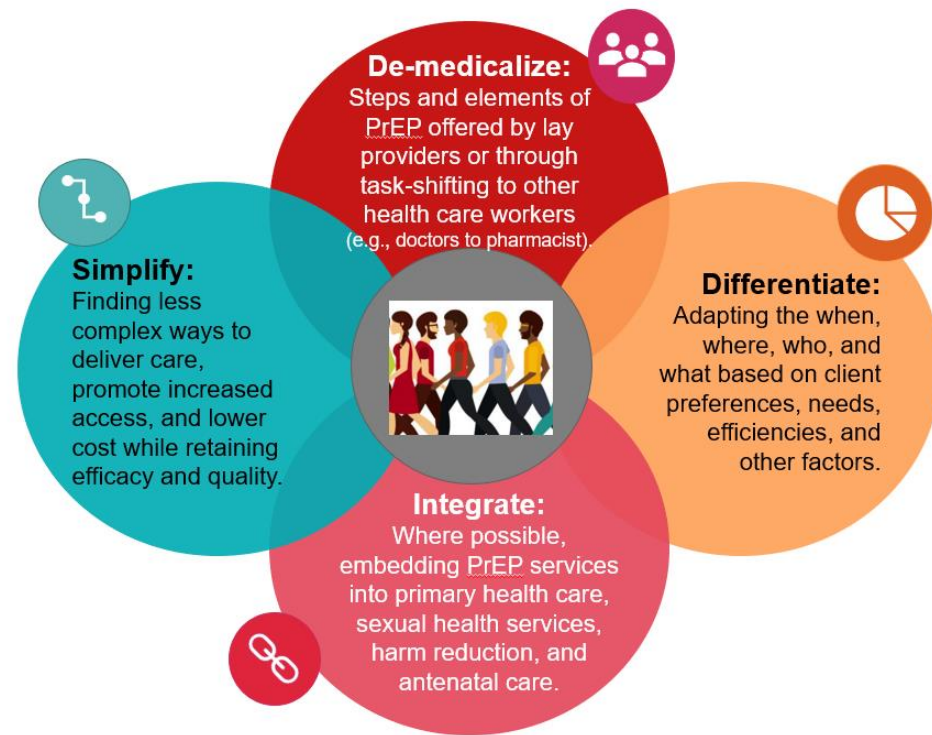 De-medicalize:
Steps and elements of
PrEP offered by lay
providers or through
task-shifting to other
health care workers
(e.g., doctors to pharmacist).
Simplify:
Finding less
complex ways to
deliver care,
promote increased
access, and lower
cost while retaining
efficacy and quality.
Differentiate:
Adapting the when,
where, who, and
what based on client
preferences, needs,
efficiencies, and
other factors.
Integrate:
Where possible,
embedding PrEP services
into primary health care,
sexual health services,
harm reduction, and
antenatal care.